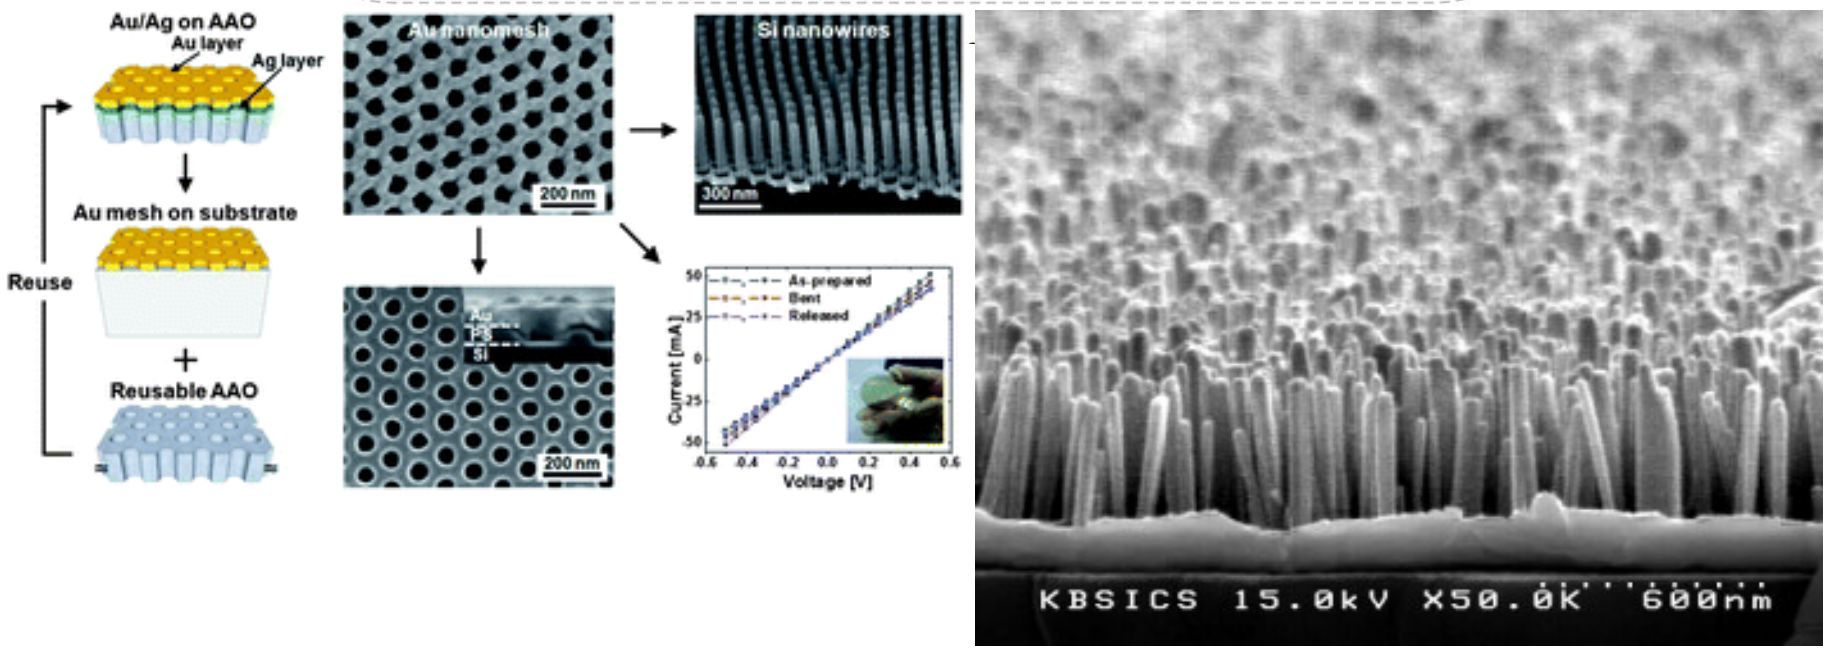 Au/Ag on AAO
Au layer
Ag layer
Au mesh on substrate
Reuse
+
Reusable AAO
Au nanomesh
200 nm
Si nanowires
300 nm
Au
PS
Si
200 nm
As-prepared
Bent
Released
Current [mA]
50
25
0
-25
-50
-0.6 -0.4 -0.2 0.0 0.2 0.4 0.6
Voltage [V]
KBSICS 15.0kV X50.0K 600nm